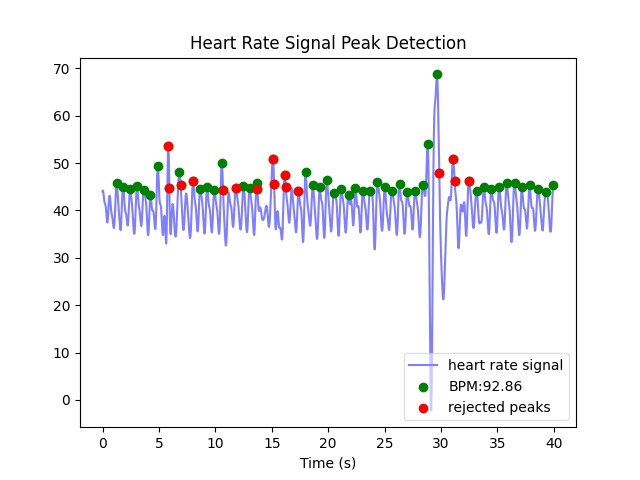 Heart Rate Signal Peak Detection
70
60
50
40
30
20
10
0
heart rate signal
BPM:92.86
rejected peaks
0 5 10 15 20 25 30 35 40
Time (s)